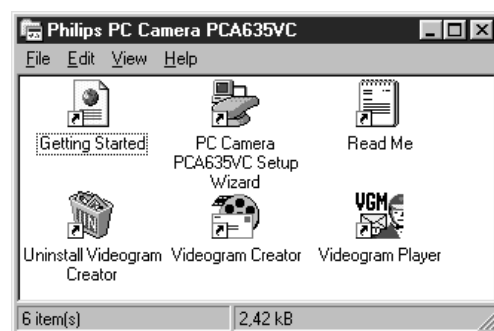 Philips PC Camera PCA635VC
File Edit View Help
Getting Started
PC Camera
PCA635VC Setup
Wizard
Read Me
Uninstall Videogram
Creator
Videogram Creator
VGM
Videogram Player
6 item(s)
2,42 kB